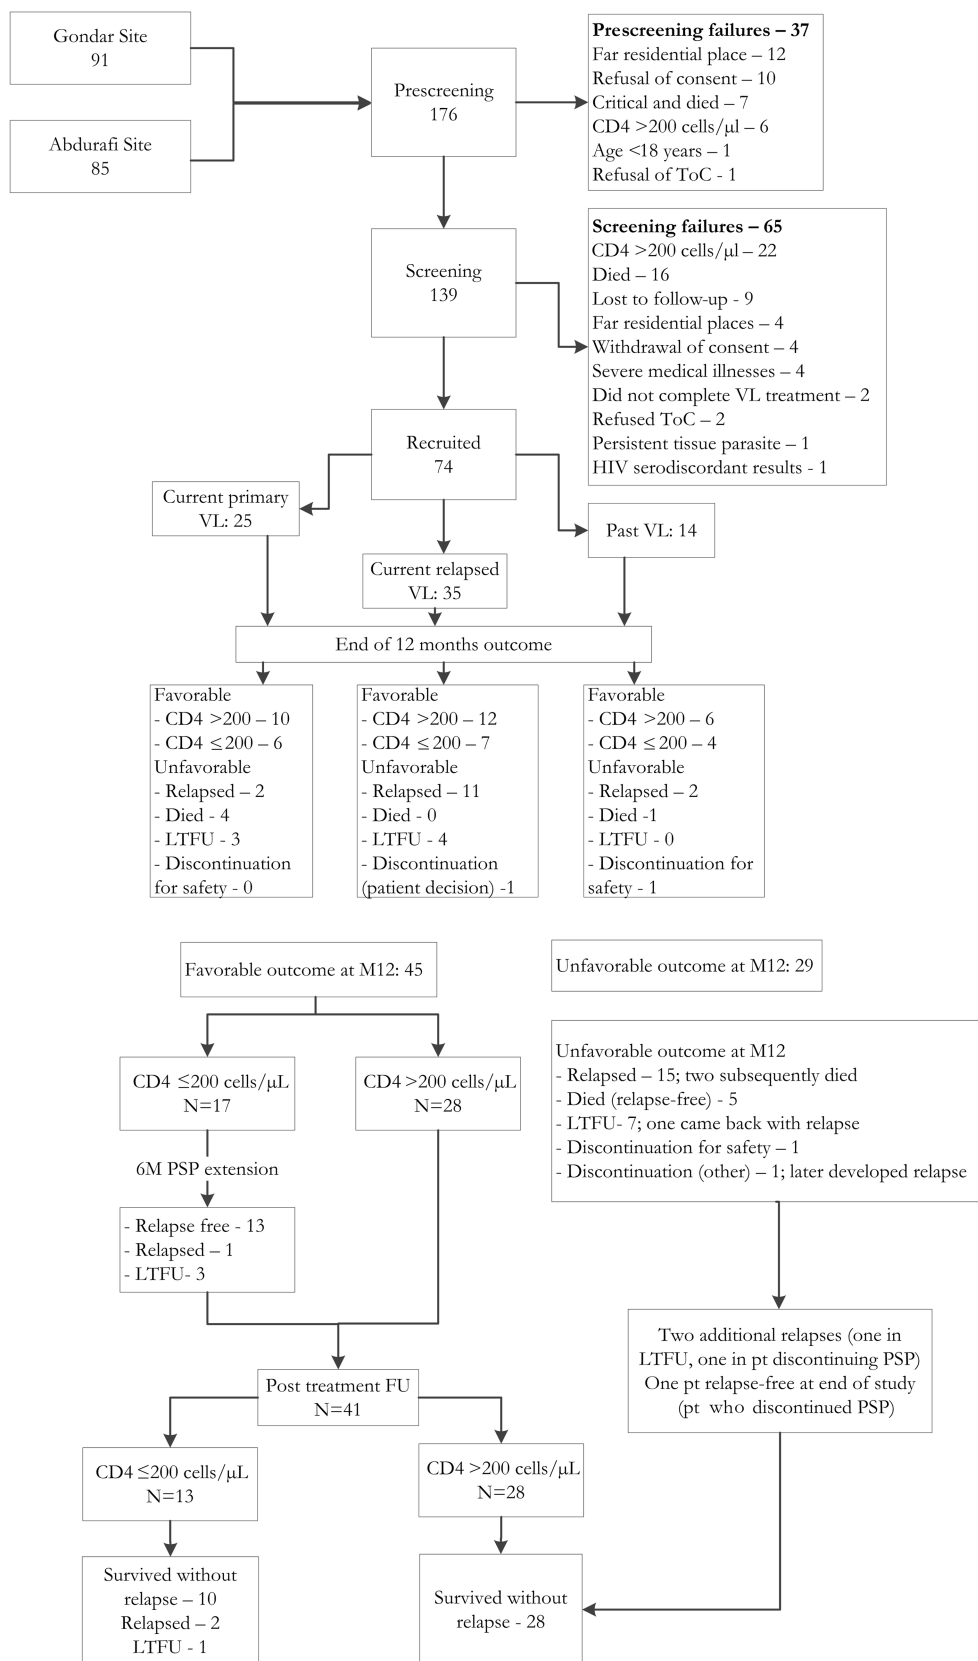 Gondar Site
91
Abdurafi Site
85
Prescreening
176
Prescreening failures – 37
Far residential place – 12
Refusal of consent – 10
Critical and died – 7
CD4 >200 cells/μl – 6
Age <18 years – 1
Refusal of ToC - 1
Screening
139
Screening failures – 65
CD4 >200 cells/μl – 22
Died – 16
Lost to follow-up - 9
Far residential places – 4
Withdrawal of consent – 4
Severe medical illnesses – 4
Did not complete VL treatment – 2
Refused ToC – 2
Persistent tissue parasite – 1
HIV serodiscordant results - 1
Recruited
74
Current primary
VL: 25
Current relapsed
VL: 35
Past VL: 14
End of 12 months outcome
Favorable
- CD4 >200 – 10
- CD4 ≤200 – 6
Unfavorable
- Relapsed – 2
- Died - 4
- LTFU - 3
- Discontinuation
for safety - 0
Favorable
- CD4 >200 – 12
- CD4 ≤200 – 7
Unfavorable
- Relapsed – 11
- Died - 0
- LTFU - 4
- Discontinuation
(patient decision) -1
Favorable
- CD4 >200 – 6
- CD4 ≤200 – 4
Unfavorable
- Relapsed – 2
- Died -1
- LTFU - 0
- Discontinuation for
safety - 1
Favorable outcome at M12: 45
Unfavorable outcome at M12: 29
CD4 ≤200 cells/μL
N=17
CD4 >200 cells/μL
N=28
Unfavorable outcome at M12
- Relapsed – 15; two subsequently died
- Died (relapse-free) - 5
- LTFU- 7; one came back with relapse
- Discontinuation for safety – 1
- Discontinuation (other) – 1; later developed relapse
6M PSP extension
- Relapse free - 13
- Relapsed – 1
- LTFU- 3
Two additional relapses (one in
LTFU, one in pt discontinuing PSP)
One pt relapse-free at end of study
(pt who discontinued PSP)
Post treatment FU
N=41
CD4 ≤200 cells/μL
N=13
CD4 >200 cells/μL
N=28
Survived without
relapse – 10
Relapsed – 2
LTFU - 1
Survived without
relapse - 28